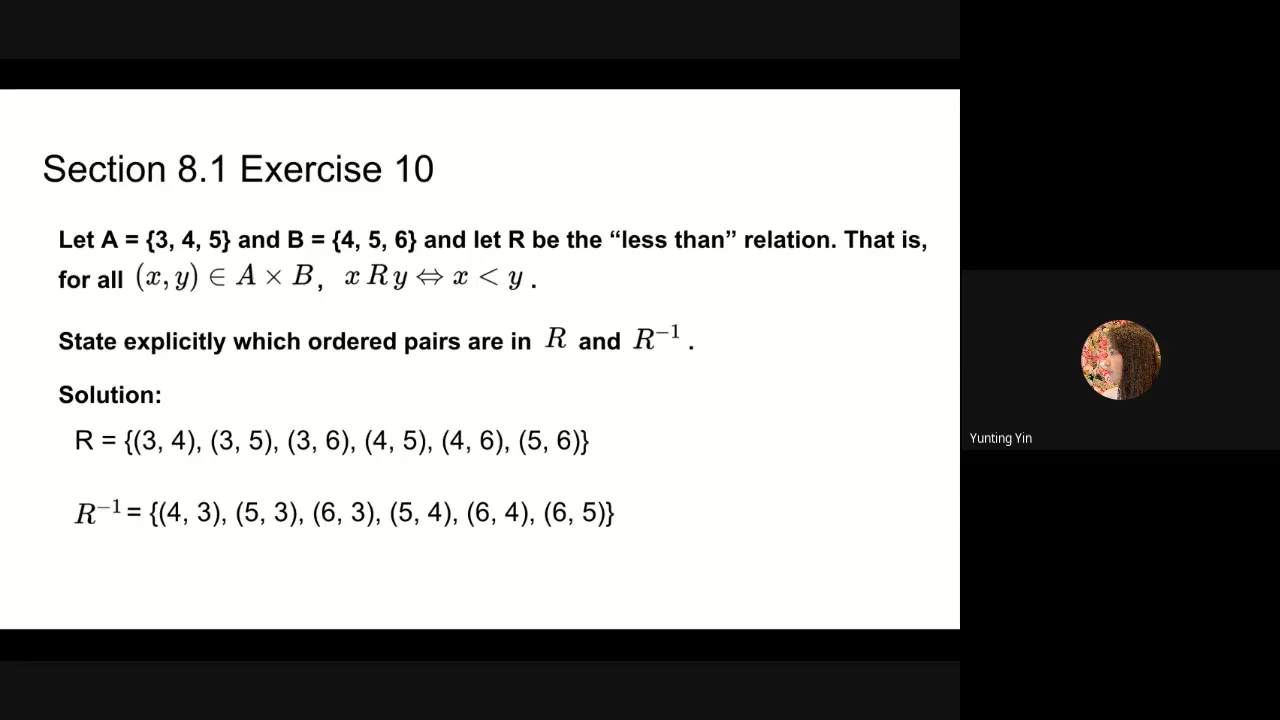 Section 8.1 Exercise 10
Let A = {3, 4, 5} and B = {4, 5, 6} and let R be the “less than” relation. That is,
for all (x, y) ∈ A × B, x R y ⇔ x < y .
State explicitly which ordered pairs are in R and R⁻¹ .
Solution:
R = {(3, 4), (3, 5), (3, 6), (4, 5), (4, 6), (5, 6)}
R⁻¹ = {(4, 3), (5, 3), (6, 3), (5, 4), (6, 4), (6, 5)}
Yunting Yin